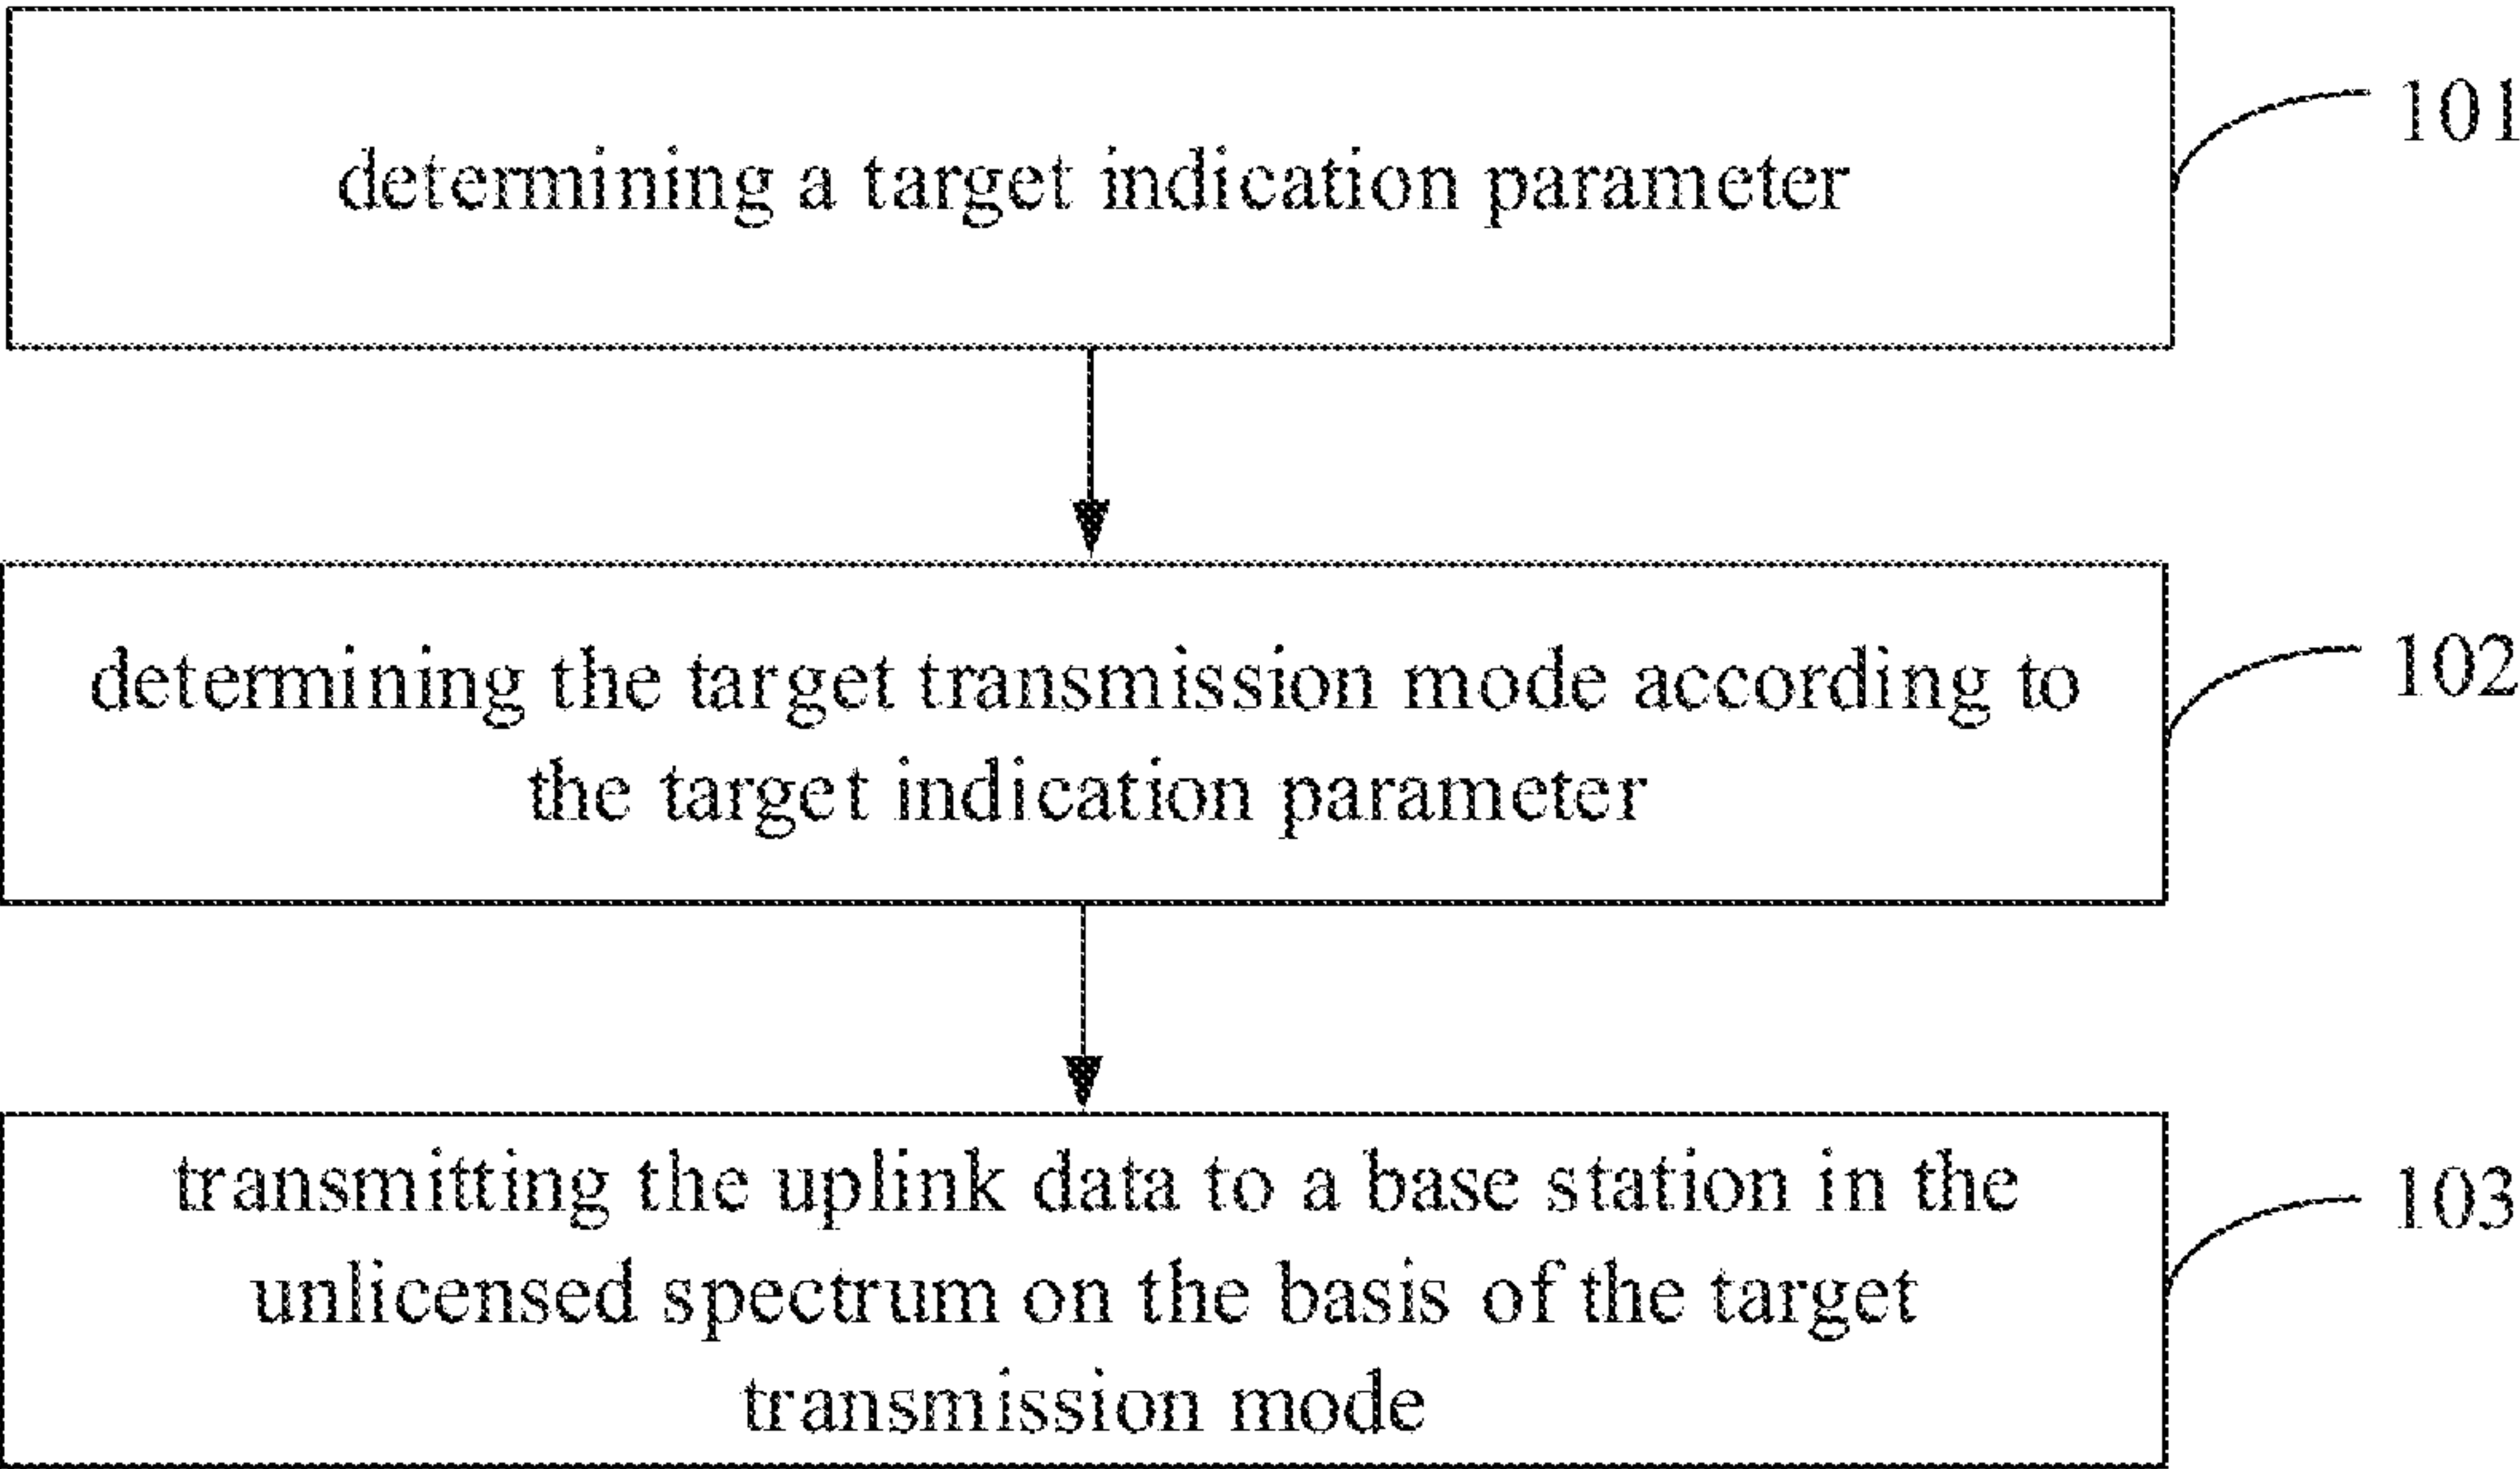 determining a target indication parameter
101
determining the target transmission mode according to
the target indication parameter
102
transmitting the uplink data to a base station in the
unlicensed spectrum on the basis of the target
transmission mode
103